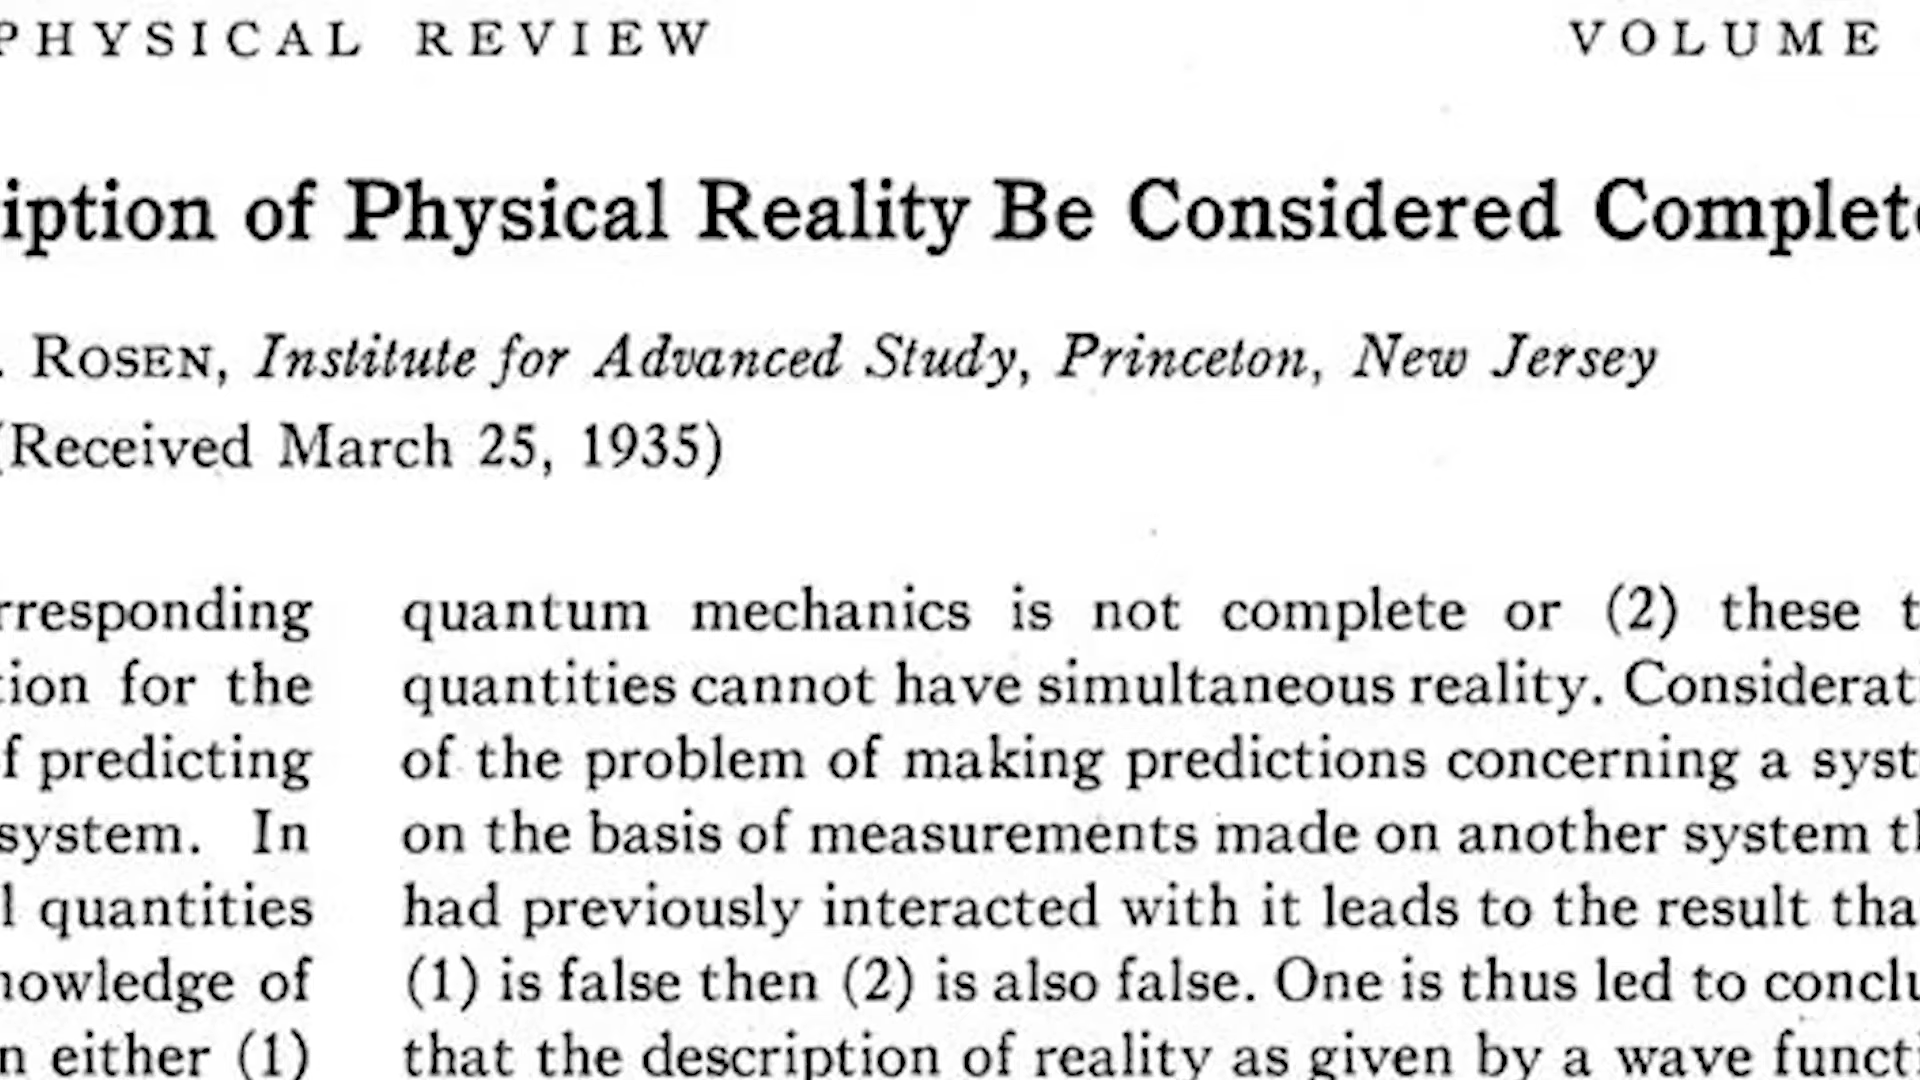 PHYSICAL REVIEW
VOLUME
iption of Physical Reality Be Considered Complete
. ROSEN, Institute for Advanced Study, Princeton, New Jersey
(Received March 25, 1935)
rresponding
tion for the
f predicting
system. In
l quantities
nowledge of
n either (1)
quantum mechanics is not complete or (2) these t
quantities cannot have simultaneous reality. Considerati
of the problem of making predictions concerning a syst
on the basis of measurements made on another system th
had previously interacted with it leads to the result tha
(1) is false then (2) is also false. One is thus led to conclu
that the description of reality as given by a wave functi